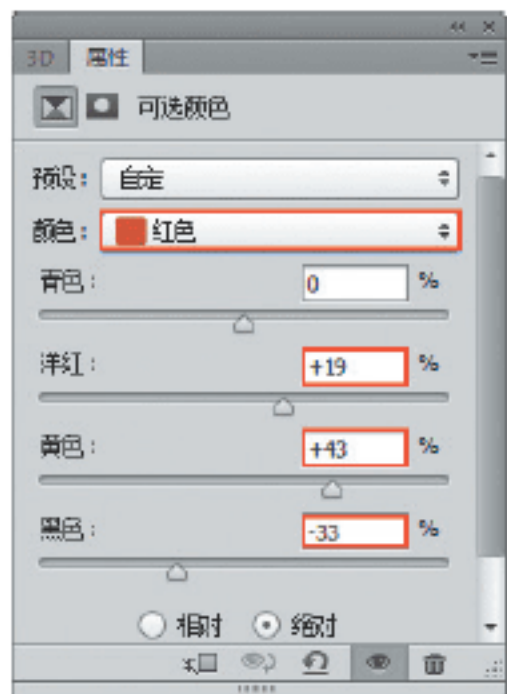 3D 属性
可选颜色
预设： 自定
颜色： 红色
青色： 0 %
洋红： +19 %
黄色： +43 %
黑色： -33 %
相对 绝对